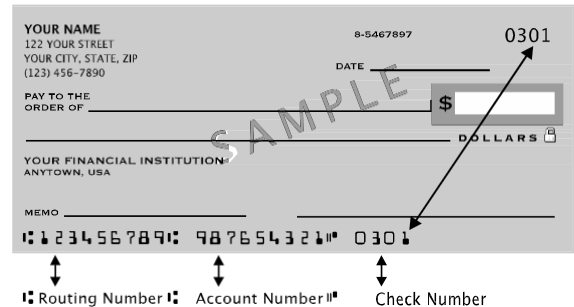 YOUR NAME
122 YOUR STREET
YOUR CITY, STATE, ZIP
(123) 456-7890
8-5467897
0301
DATE
PAY TO THE
ORDER OF
$
SAMPLE
DOLLARS
YOUR FINANCIAL INSTITUTION
ANYTOWN, USA
MEMO
⑆123456789⑆ 987654321⑈ 0301
⑆ Routing Number ⑆ Account Number ⑈ Check Number